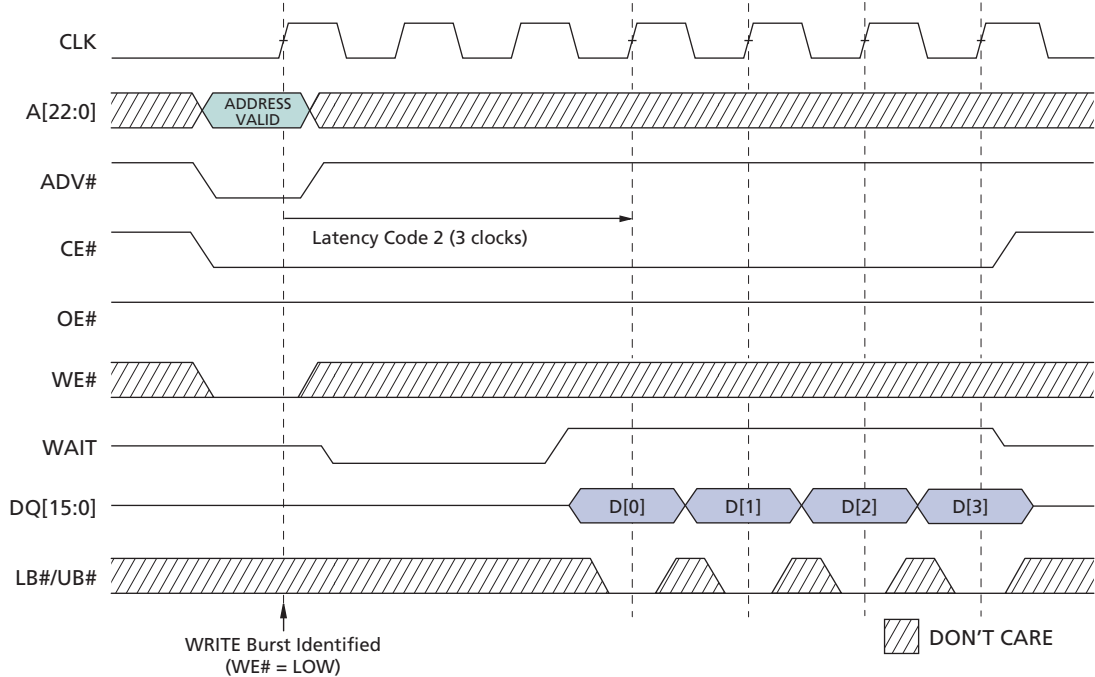 CLK
A[22:0]
ADDRESS
VALID
ADV#
Latency Code 2 (3 clocks)
CE#
OE#
WE#
WAIT
DQ[15:0]
D[0]
D[1]
D[2]
D[3]
LB#/UB#
WRITE Burst Identified
(WE# = LOW)
DON'T CARE